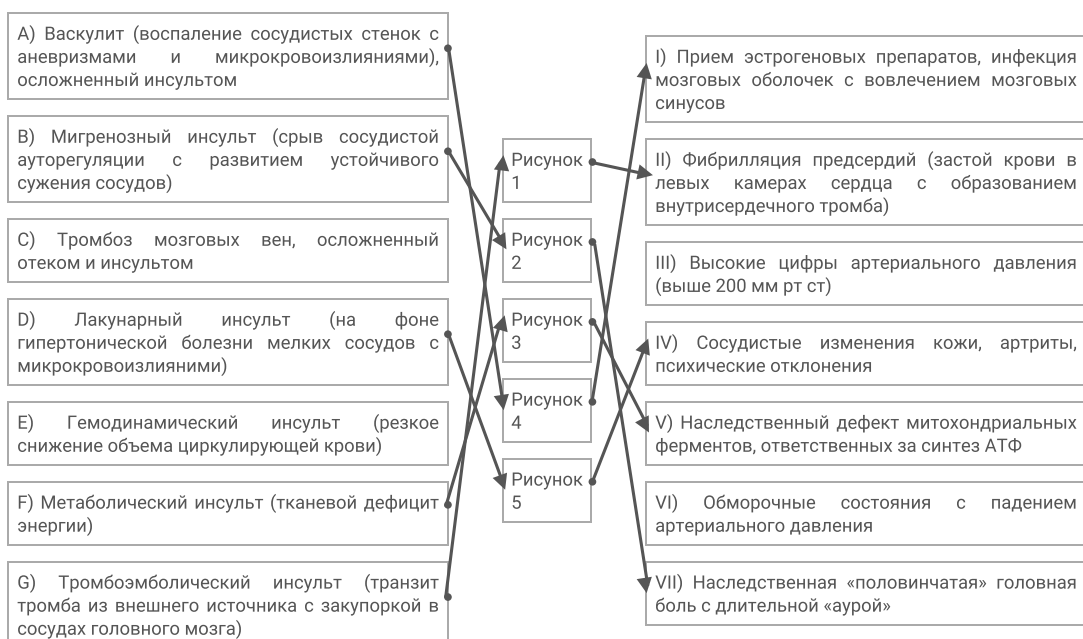 A) Васкулит (воспаление сосудистых стенок с
аневризмами и микрокровоизлияниями),
осложненный инсультом
B) Мигренозный инсульт (срыв сосудистой
ауторегуляции с развитием устойчивого
сужения сосудов)
C) Тромбоз мозговых вен, осложненный
отеком и инсультом
D) Лакунарный инсульт (на фоне
гипертонической болезни мелких сосудов с
микрокровоизлияними)
E) Гемодинамический инсульт (резкое
снижение объема циркулирующей крови)
F) Метаболический инсульт (тканевой дефицит
энергии)
G) Тромбоэмболический инсульт (транзит
тромба из внешнего источника с закупоркой в
сосудах головного мозга)
Рисунок
1
Рисунок
2
Рисунок
3
Рисунок
4
Рисунок
5
I) Прием эстрогеновых препаратов, инфекция
мозговых оболочек с вовлечением мозговых
синусов
II) Фибрилляция предсердий (застой крови в
левых камерах сердца с образованием
внутрисердечного тромба)
III) Высокие цифры артериального давления
(выше 200 мм рт ст)
IV) Сосудистые изменения кожи, артриты,
психические отклонения
V) Наследственный дефект митохондриальных
ферментов, ответственных за синтез АТФ
VI) Обморочные состояния с падением
артериального давления
VII) Наследственная «половинчатая» головная
боль с длительной «аурой»